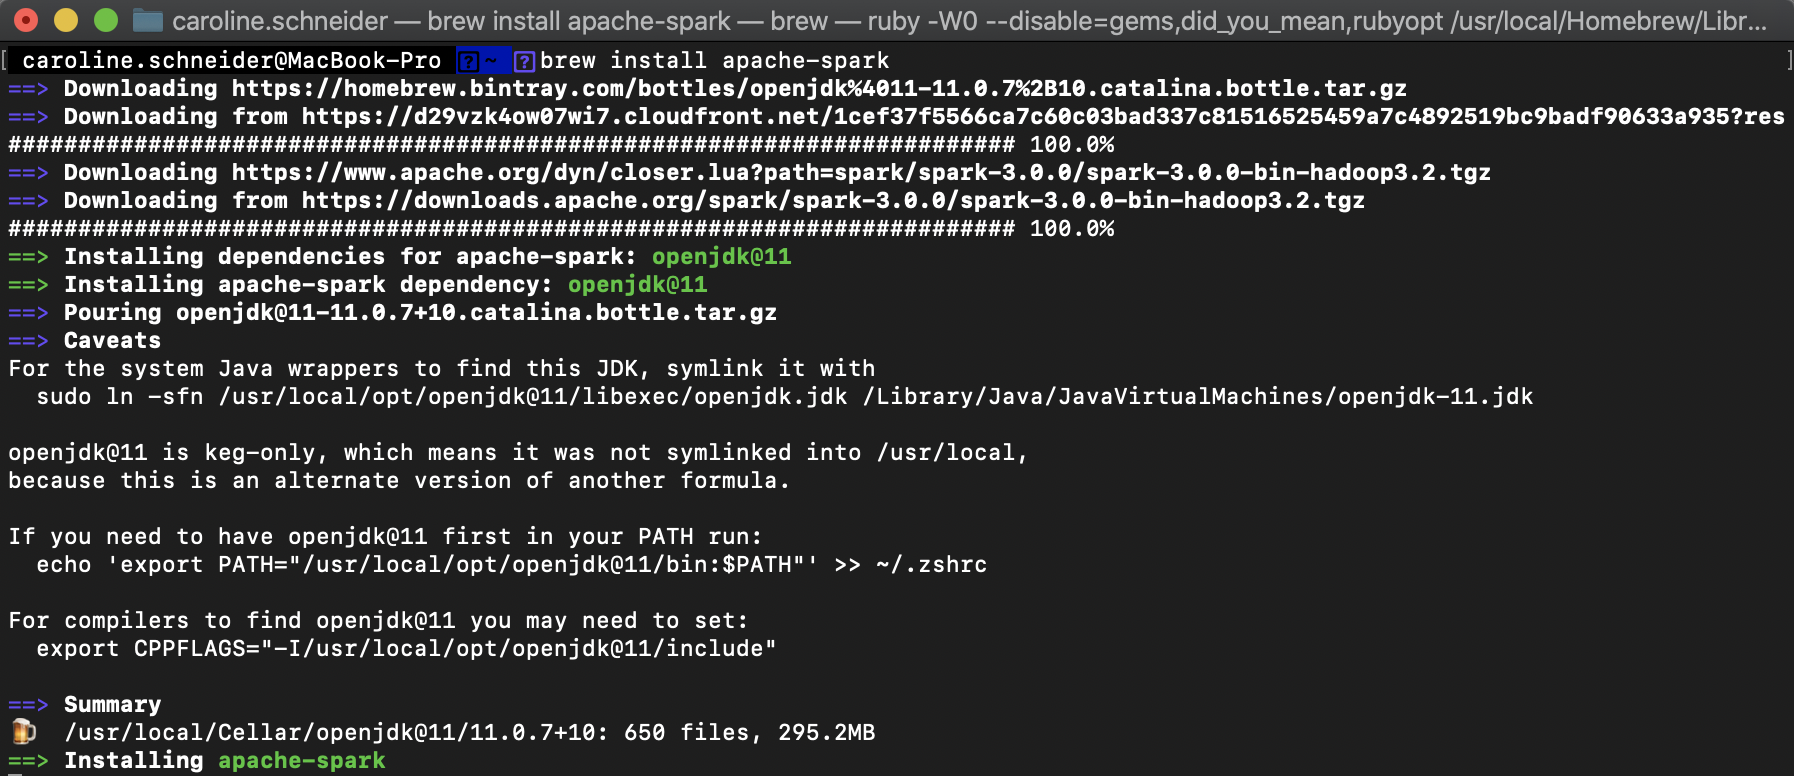 caroline.schneider — brew install apache-spark — brew — ruby -W0 --disable=gems,did_you_mean,rubyopt /usr/local/Homebrew/Libr...
[ caroline.schneider@MacBook-Pro ? ~ ? brew install apache-spark ]
==> Downloading https://homebrew.bintray.com/bottles/openjdk%4011-11.0.7%2B10.catalina.bottle.tar.gz
==> Downloading from https://d29vzk4ow07wi7.cloudfront.net/1cef37f5566ca7c60c03bad337c81516525459a7c4892519bc9badf90633a935?res
######################################################################## 100.0%
==> Downloading https://www.apache.org/dyn/closer.lua?path=spark/spark-3.0.0/spark-3.0.0-bin-hadoop3.2.tgz
==> Downloading from https://downloads.apache.org/spark/spark-3.0.0/spark-3.0.0-bin-hadoop3.2.tgz
######################################################################## 100.0%
==> Installing dependencies for apache-spark: openjdk@11
==> Installing apache-spark dependency: openjdk@11
==> Pouring openjdk@11-11.0.7+10.catalina.bottle.tar.gz
==> Caveats
For the system Java wrappers to find this JDK, symlink it with
  sudo ln -sfn /usr/local/opt/openjdk@11/libexec/openjdk.jdk /Library/Java/JavaVirtualMachines/openjdk-11.jdk

openjdk@11 is keg-only, which means it was not symlinked into /usr/local,
because this is an alternate version of another formula.

If you need to have openjdk@11 first in your PATH run:
  echo 'export PATH="/usr/local/opt/openjdk@11/bin:$PATH"' >> ~/.zshrc

For compilers to find openjdk@11 you may need to set:
  export CPPFLAGS="-I/usr/local/opt/openjdk@11/include"

==> Summary
🍺  /usr/local/Cellar/openjdk@11/11.0.7+10: 650 files, 295.2MB
==> Installing apache-spark